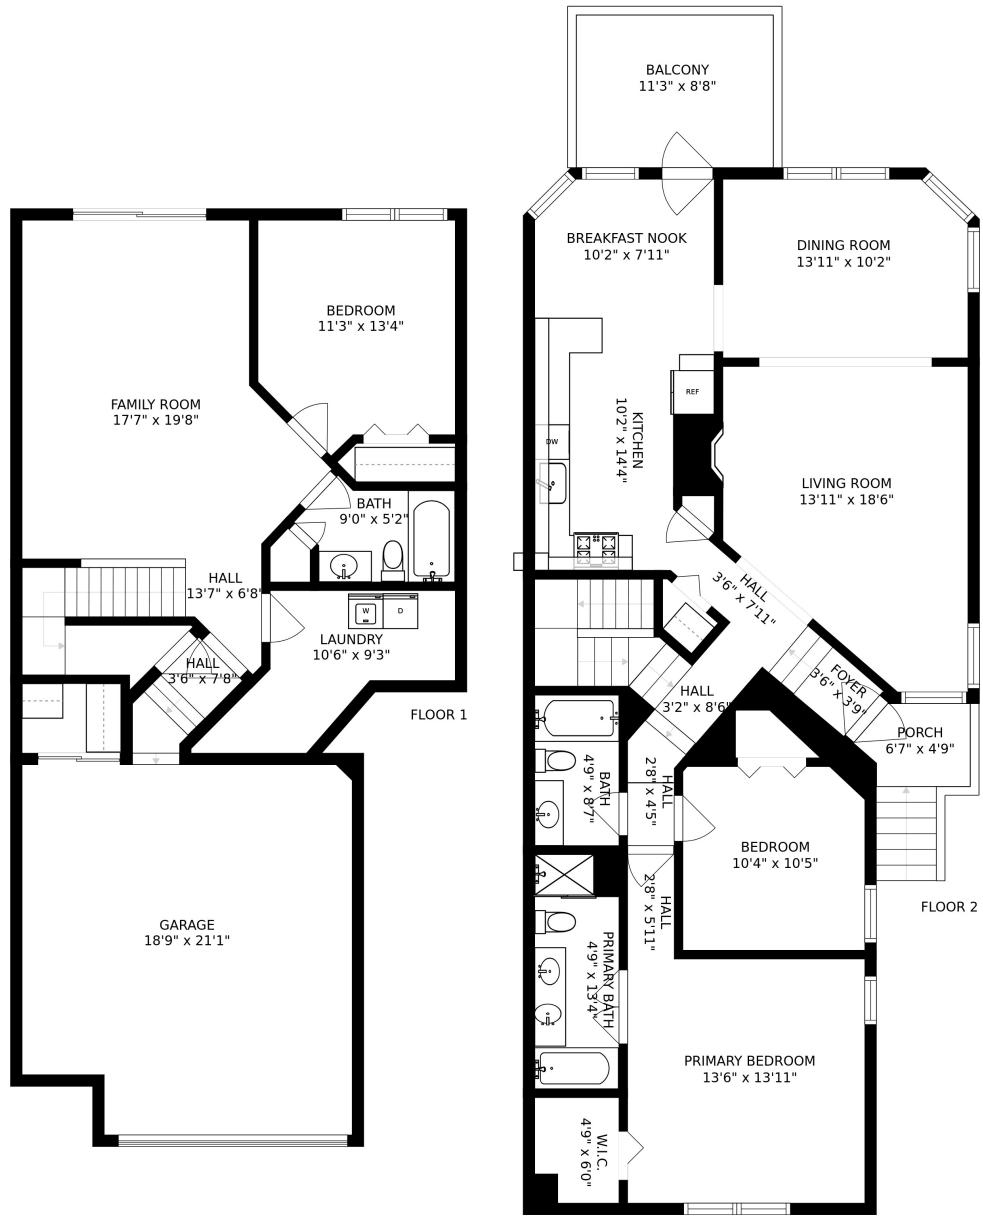 BALCONY
11'3" x 8'8"
BREAKFAST NOOK
10'2" x 7'11"
DINING ROOM
13'11" x 10'2"
BEDROOM
11'3" x 13'4"
FAMILY ROOM
17'7" x 19'8"
REF
KITCHEN
10'2" x 14'4"
DW
LIVING ROOM
13'11" x 18'6"
BATH
9'0" x 5'2"
HALL
13'7" x 6'8"
W
D
LAUNDRY
10'6" x 9'3"
HALL
3'6" x 7'8"
FLOOR 1
HALL
3'6" x 7'11"
FOYER
3'6" x 3'9"
HALL
3'2" x 8'6"
PORCH
6'7" x 4'9"
BATH
4'9" x 8'7"
HALL
2'8" x 4'5"
BEDROOM
10'4" x 10'5"
HALL
2'8" x 5'11"
FLOOR 2
GARAGE
18'9" x 21'1"
PRIMARY BATH
4'9" x 13'4"
PRIMARY BEDROOM
13'6" x 13'11"
W.I.C.
4'9" x 6'0"